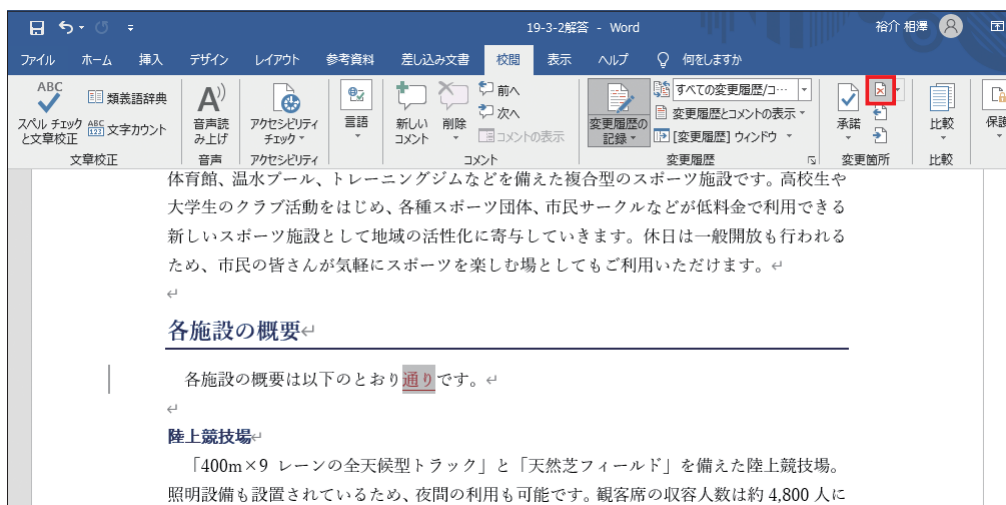 19-3-2解答 - Word
裕介 相澤
ファイル ホーム 挿入 デザイン レイアウト 参考資料 差し込み文書 校閲 表示 ヘルプ 何をしますか
ABC
スペル チェックと文章校正
類義語辞典
ABC 123 文字カウント
文章校正
A
音声読み上げ
音声
アクセシビリティ チェック
アクセシビリティ
言語
新しいコメント
削除
前へ
次へ
コメントの表示
コメント
変更履歴の記録
すべての変更履歴/コ…
変更履歴とコメントの表示
[変更履歴] ウィンドウ
変更履歴
承諾
変更箇所
比較
比較
保護
体育館、温水プール、トレーニングジムなどを備えた複合型のスポーツ施設です。高校生や
大学生のクラブ活動をはじめ、各種スポーツ団体、市民サークルなどが低料金で利用できる
新しいスポーツ施設として地域の活性化に寄与していきます。休日は一般開放も行われる
ため、市民の皆さんが気軽にスポーツを楽しむ場としてもご利用いただけます。
各施設の概要
各施設の概要は以下のとおり通りです。
陸上競技場
「400m×9 レーンの全天候型トラック」と「天然芝フィールド」を備えた陸上競技場。
照明設備も設置されているため、夜間の利用も可能です。観客席の収容人数は約 4,800 人に